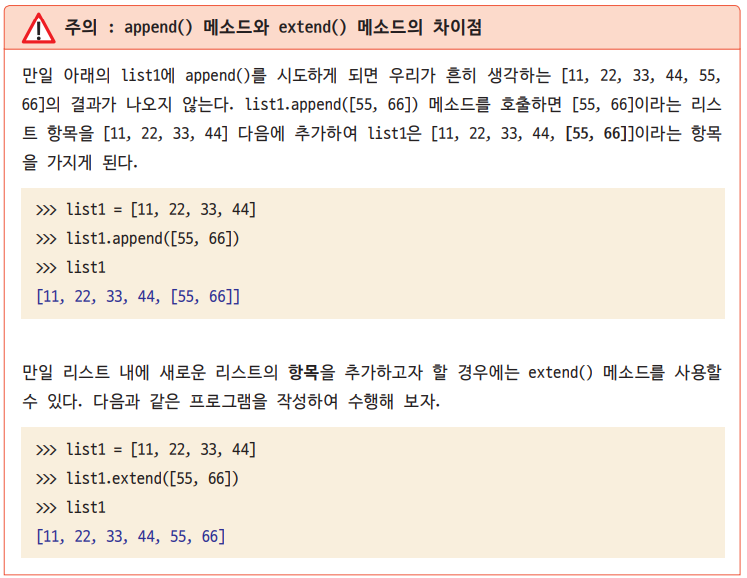 주의 : append() 메소드와 extend() 메소드의 차이점
만일 아래의 list1에 append()를 시도하게 되면 우리가 흔히 생각하는 [11, 22, 33, 44, 55,
66]의 결과가 나오지 않는다. list1.append([55, 66]) 메소드를 호출하면 [55, 66]이라는 리스
트 항목을 [11, 22, 33, 44] 다음에 추가하여 list1은 [11, 22, 33, 44, [55, 66]]이라는 항목
을 가지게 된다.
>>> list1 = [11, 22, 33, 44]
>>> list1.append([55, 66])
>>> list1
[11, 22, 33, 44, [55, 66]]
만일 리스트 내에 새로운 리스트의 항목을 추가하고자 할 경우에는 extend() 메소드를 사용할
수 있다. 다음과 같은 프로그램을 작성하여 수행해 보자.
>>> list1 = [11, 22, 33, 44]
>>> list1.extend([55, 66])
>>> list1
[11, 22, 33, 44, 55, 66]